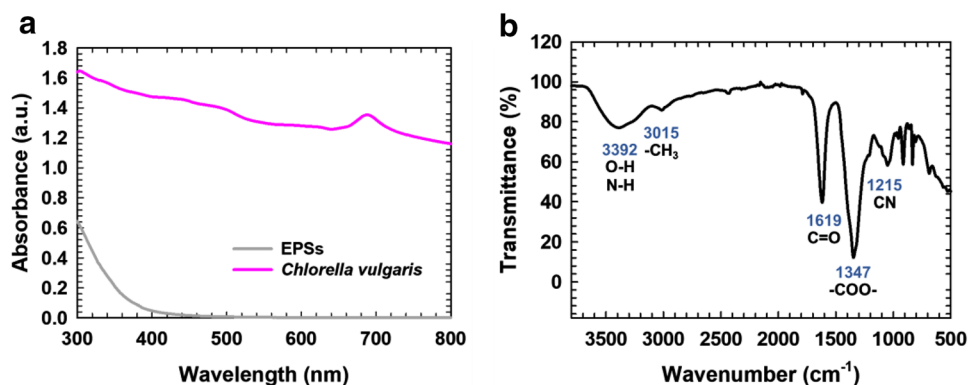 a
1.8
1.6
1.4
1.2
1.0
0.8
0.6
0.4
0.2
0.0
Absorbance (a.u.)
EPSs
Chlorella vulgaris
300 400 500 600 700 800
Wavelength (nm)
b
120
100
80
60
40
20
0
Transmittance (%)
3392
O-H
N-H
3015
-CH₃
1619
C=O
1347
-COO-
1215
CN
3500 3000 2500 2000 1500 1000 500
Wavenumber (cm⁻¹)